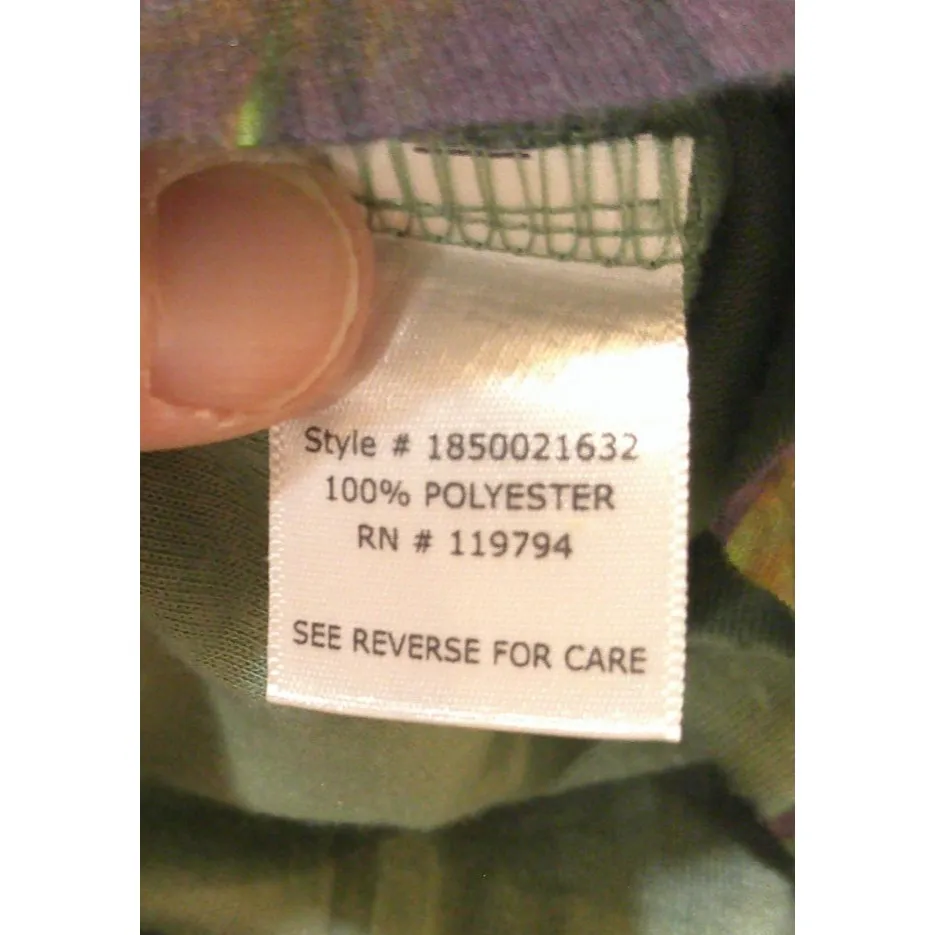 Style # 1850021632
100% POLYESTER
RN # 119794
SEE REVERSE FOR CARE